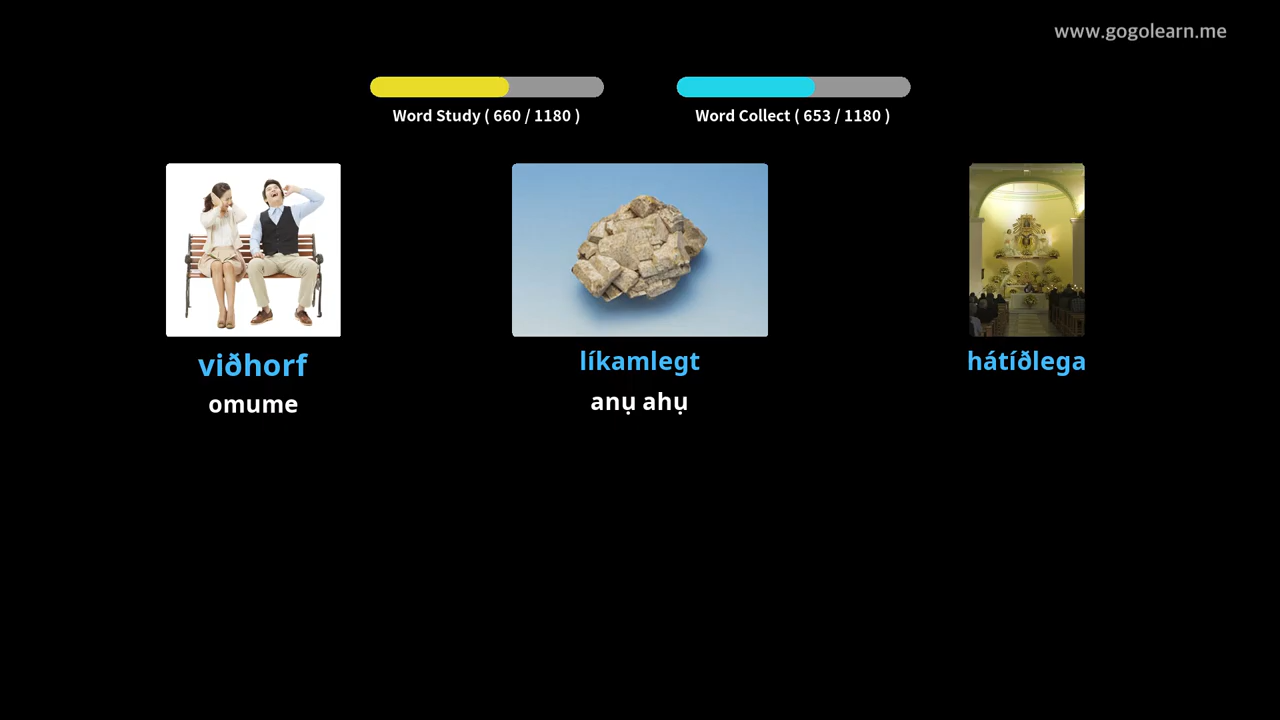 www.gogolearn.me
Word Study ( 660 / 1180 )
Word Collect ( 653 / 1180 )
viðhorf
omume
líkamlegt
anụ ahụ
hátíðlega